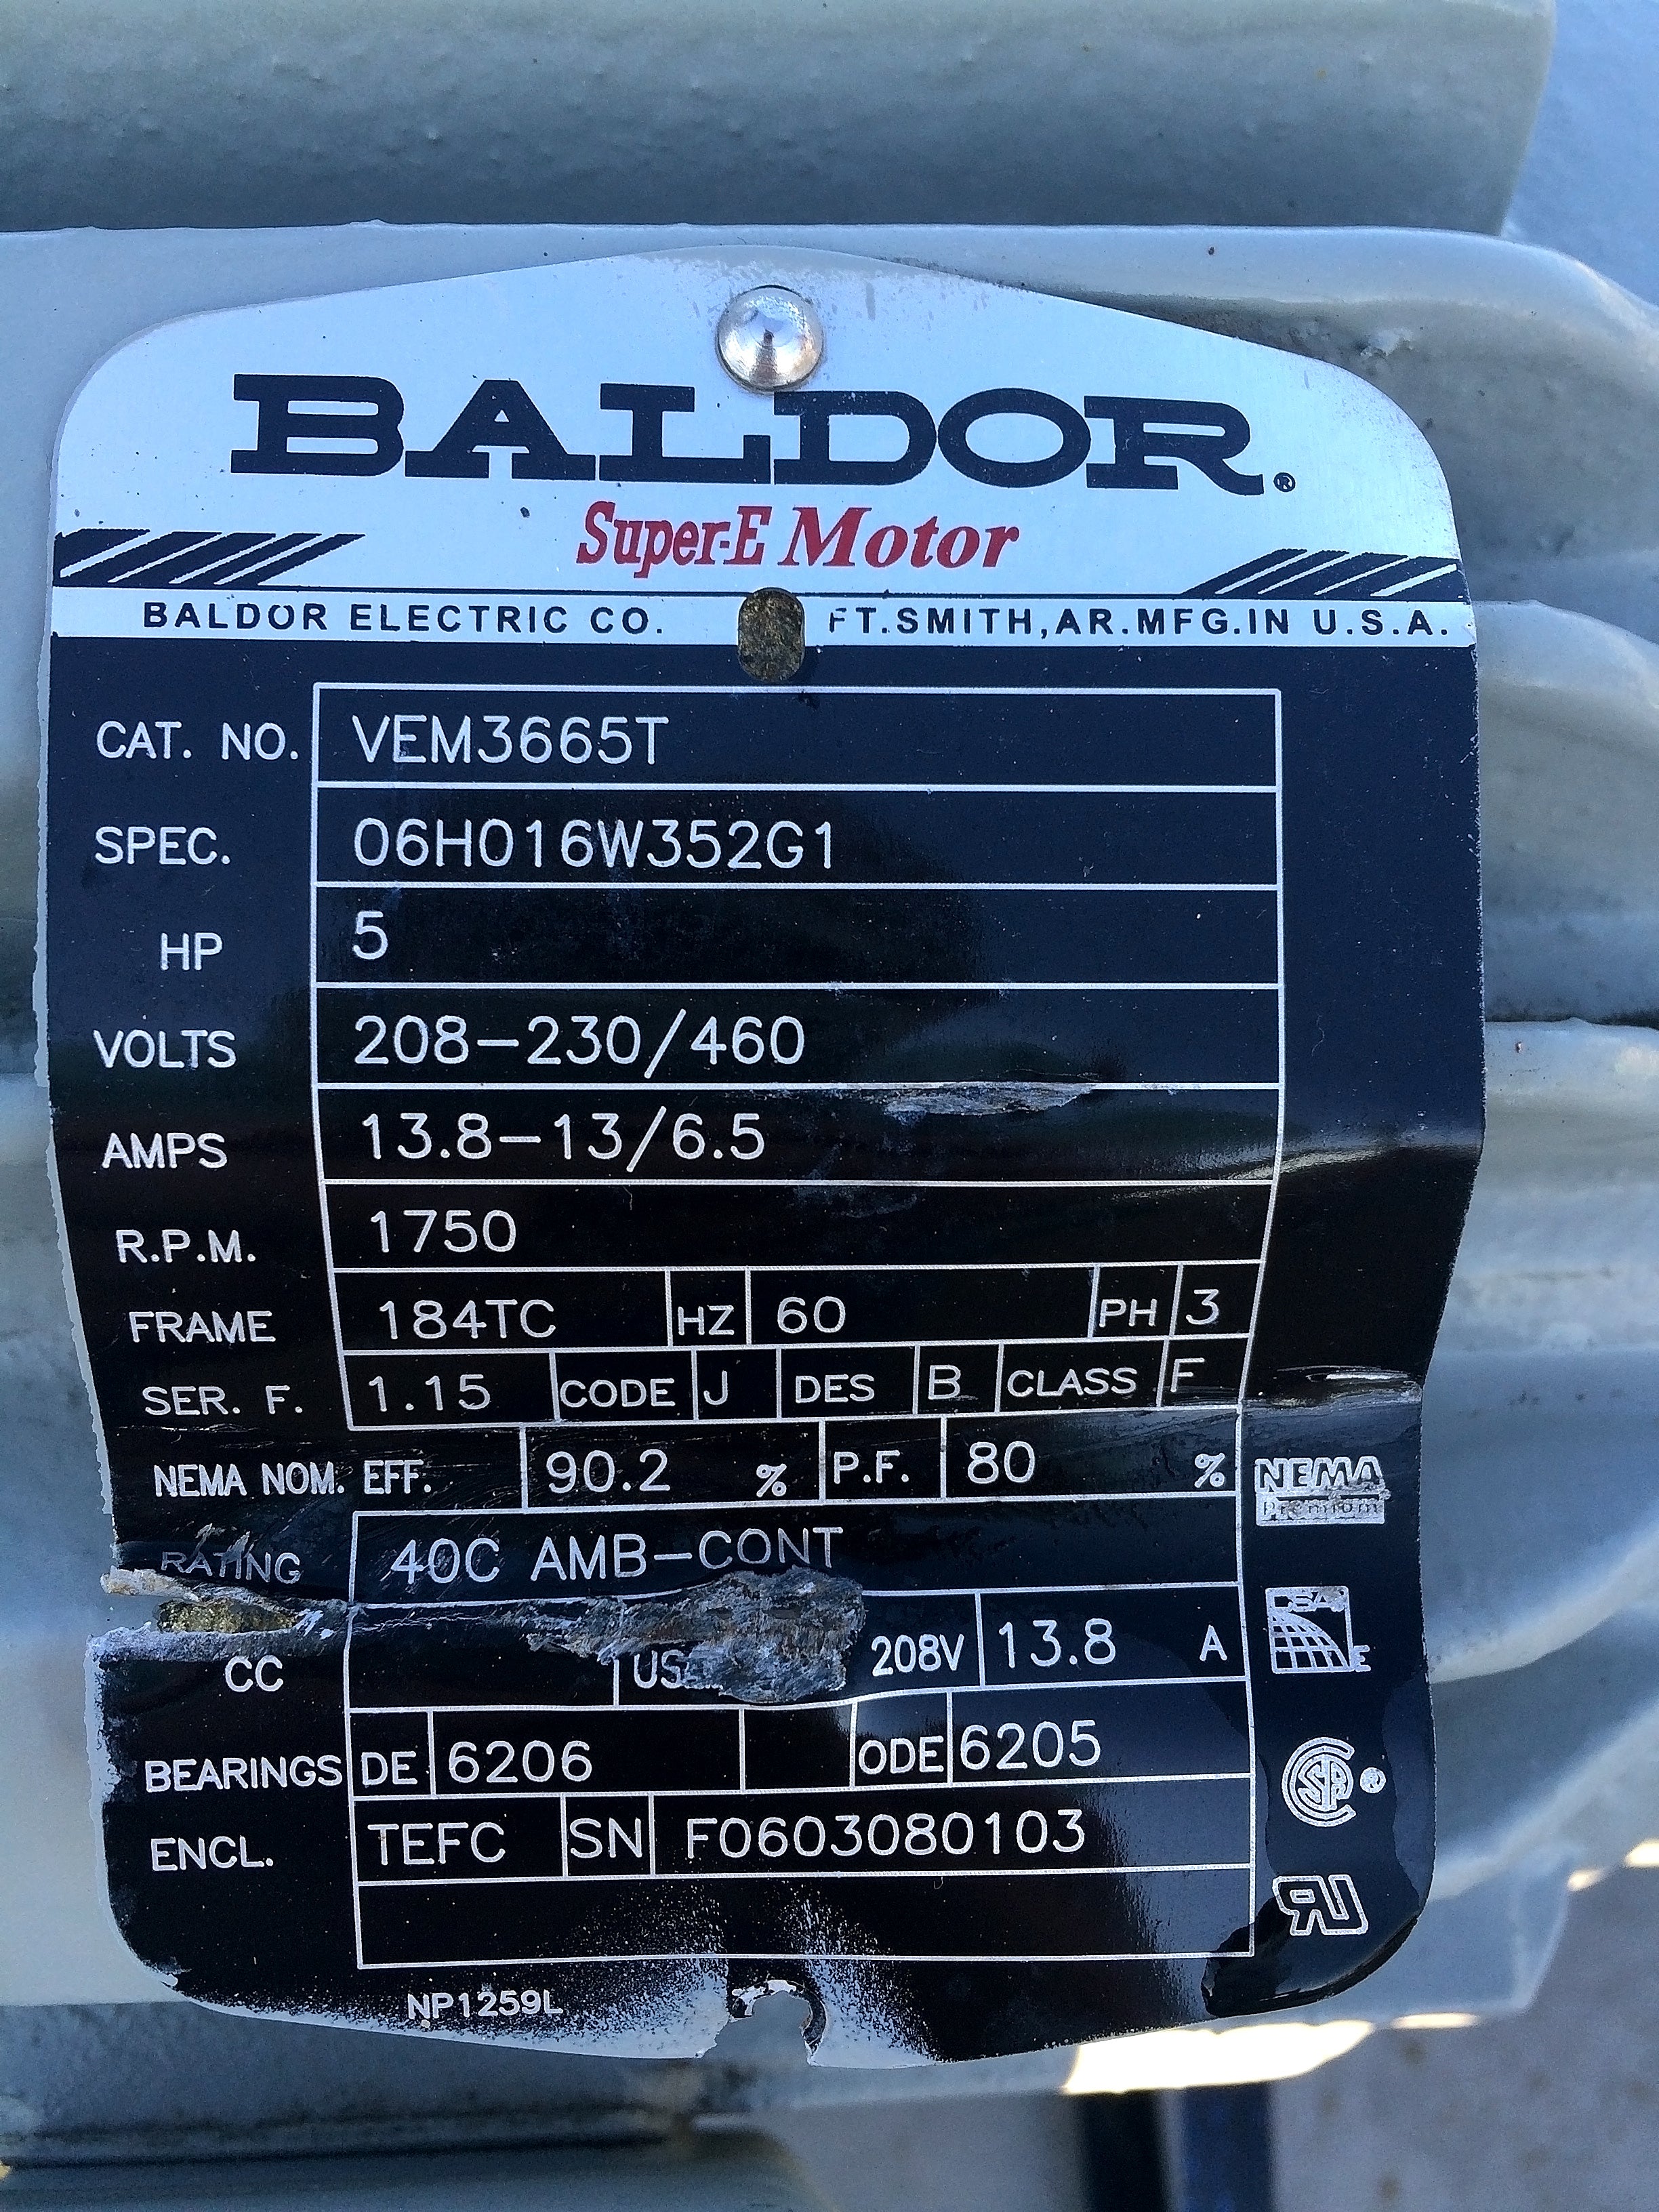 BALDOR®
Super-E Motor
BALDOR ELECTRIC CO. FT.SMITH,AR.MFG.IN U.S.A.
CAT. NO. VEM3665T
SPEC. 06H016W352G1
HP 5
VOLTS 208-230/460
AMPS 13.8-13/6.5
R.P.M. 1750
FRAME 184TC HZ 60 PH 3
SER. F. 1.15 CODE J DES B CLASS F
NEMA NOM. EFF. 90.2 % P.F. 80 %
NEMA
Premium
RATING 40C AMB-CONT
CC 208V 13.8 A
CSA E
BEARINGS DE 6206 ODE 6205
ENCL. TEFC SN F0603080103
NP1259L